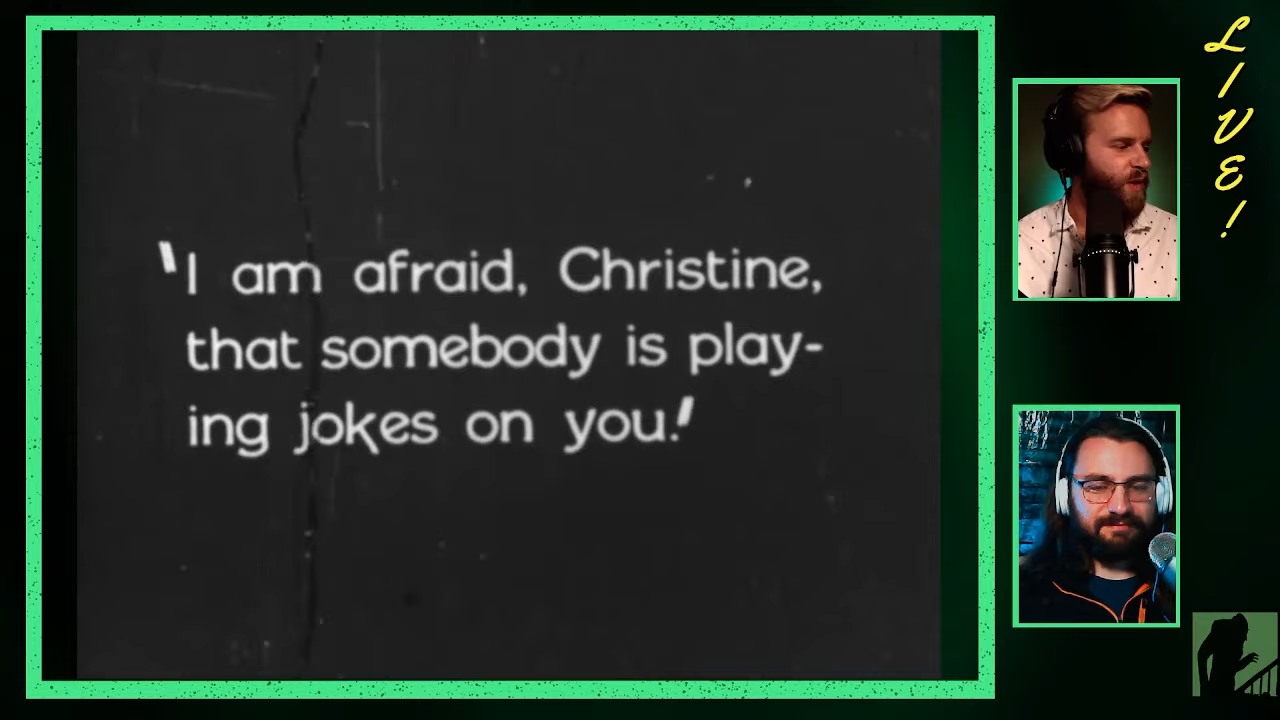 "I am afraid, Christine,
that somebody is play-
ing jokes on you."
LIVE!